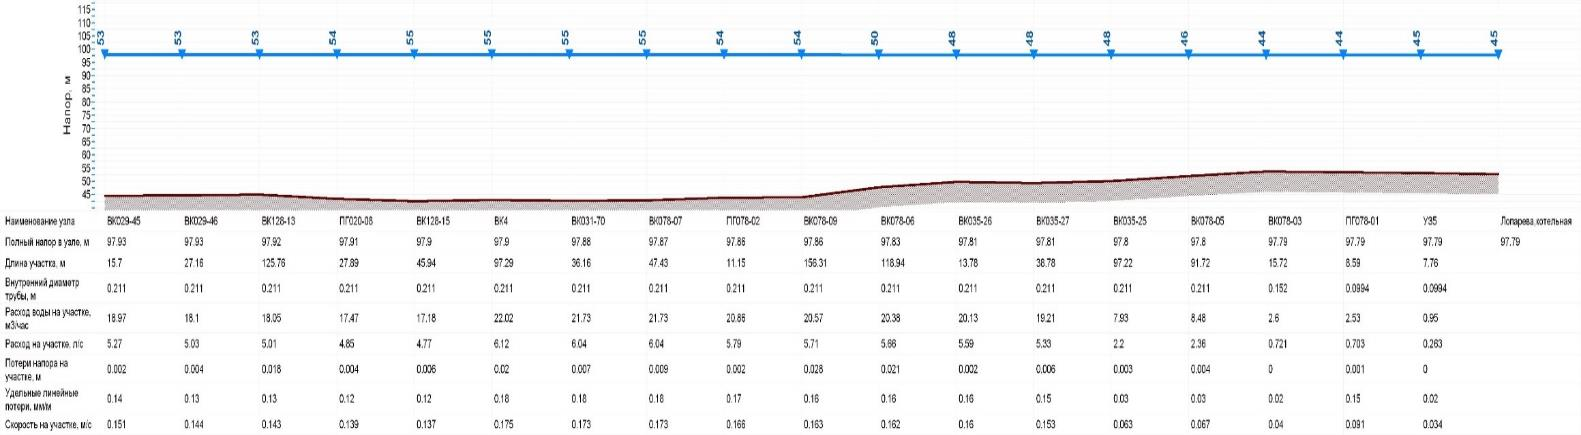 115
110
105
100
95
90
85
80
75
70
65
60
55
50
45
Напор, м
53 53 53 54 55 55 55 55 54 54 50 48 48 48 46 44 44 45 45
Наименование узла ВК029-45 ВК029-46 ВК128-13 ПГ020-08 ВК128-15 ВК4 ВК031-70 ВК078-07 ПГ078-02 ВК078-09 ВК078-06 ВК035-26 ВК035-27 ВК035-25 ВК078-05 ВК078-03 ПГ078-01 У35 Лопарева,котельная
Полный напор в узле, м 97.93 97.93 97.92 97.91 97.9 97.9 97.88 97.87 97.86 97.86 97.83 97.81 97.81 97.8 97.8 97.79 97.79 97.79 97.79
Длина участка, м 15.7 27.16 125.76 27.89 45.94 97.29 36.16 47.43 11.15 156.31 118.94 13.78 38.78 97.22 91.72 15.72 8.59 7.76
Внутренний диаметр
трубы, м 0.211 0.211 0.211 0.211 0.211 0.211 0.211 0.211 0.211 0.211 0.211 0.211 0.211 0.211 0.211 0.152 0.0994 0.0994
Расход воды на участке,
м3/час 18.97 18.1 18.05 17.47 17.18 22.02 21.73 21.73 20.86 20.57 20.38 20.13 19.21 7.93 8.48 2.6 2.53 0.95
Расход на участке, л/с 5.27 5.03 5.01 4.85 4.77 6.12 6.04 6.04 5.79 5.71 5.66 5.59 5.33 2.2 2.36 0.721 0.703 0.263
Потери напора на
участке, м 0.002 0.004 0.018 0.004 0.006 0.02 0.007 0.009 0.002 0.028 0.021 0.002 0.006 0.003 0.004 0 0.001 0
Удельные линейные
потери, мм/м 0.14 0.13 0.13 0.12 0.12 0.18 0.18 0.18 0.17 0.16 0.16 0.16 0.15 0.03 0.03 0.02 0.15 0.02
Скорость на участке, м/с 0.151 0.144 0.143 0.139 0.137 0.175 0.173 0.173 0.166 0.163 0.162 0.16 0.153 0.063 0.067 0.04 0.091 0.034